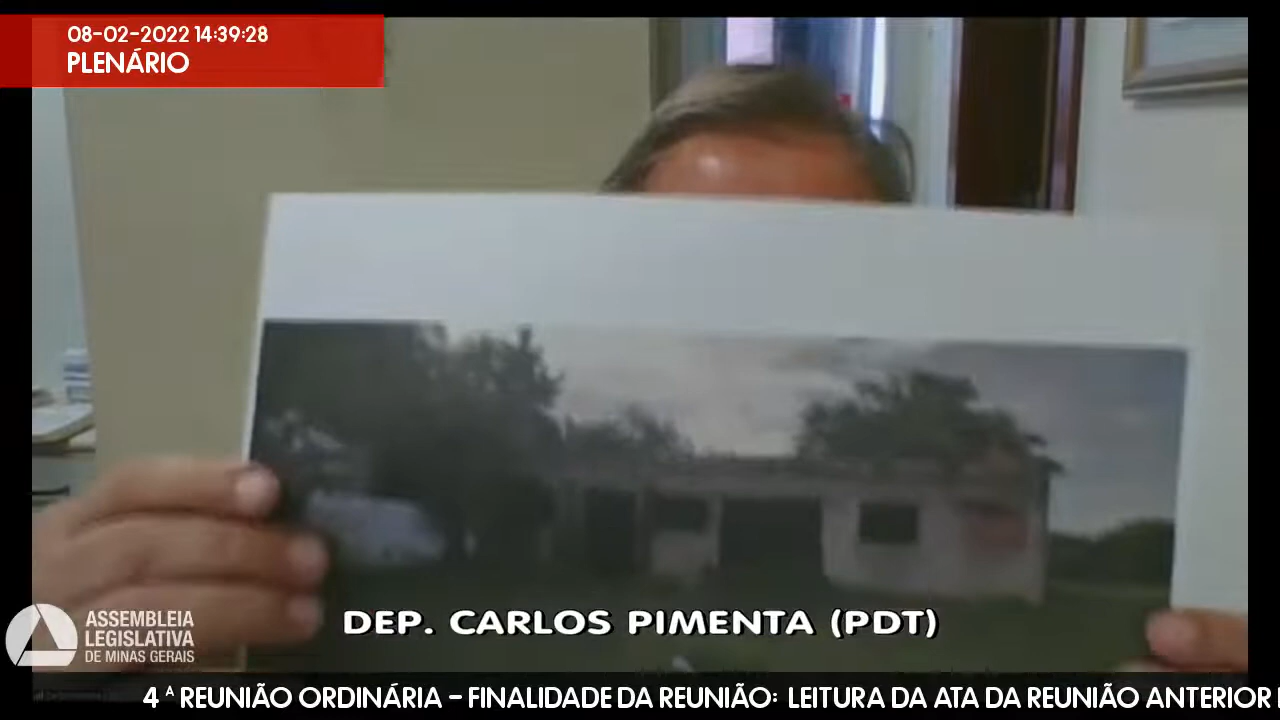 08-02-2022 14:39:28
PLENÁRIO
DEP. CARLOS PIMENTA (PDT)
ASSEMBLEIA
LEGISLATIVA
DE MINAS GERAIS
4ª REUNIÃO ORDINÁRIA - FINALIDADE DA REUNIÃO: LEITURA DA ATA DA REUNIÃO ANTERIOR